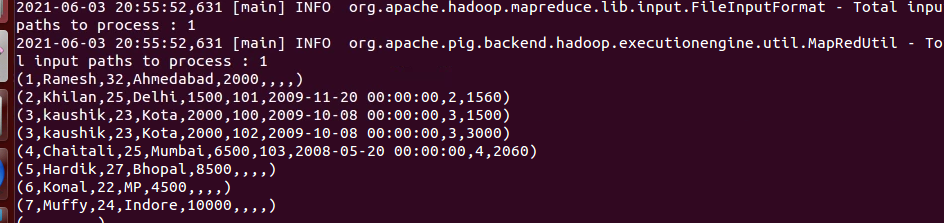 2021-06-03 20:55:52,631 [main] INFO  org.apache.hadoop.mapreduce.lib.input.FileInputFormat - Total input
paths to process : 1
2021-06-03 20:55:52,631 [main] INFO  org.apache.pig.backend.hadoop.executionengine.util.MapRedUtil - To
l input paths to process : 1
(1,Ramesh,32,Ahmedabad,2000,,,,)
(2,Khilan,25,Delhi,1500,101,2009-11-20 00:00:00,2,1560)
(3,kaushik,23,Kota,2000,100,2009-10-08 00:00:00,3,1500)
(3,kaushik,23,Kota,2000,102,2009-10-08 00:00:00,3,3000)
(4,Chaitali,25,Mumbai,6500,103,2008-05-20 00:00:00,4,2060)
(5,Hardik,27,Bhopal,8500,,,,)
(6,Komal,22,MP,4500,,,,)
(7,Muffy,24,Indore,10000,,,,)